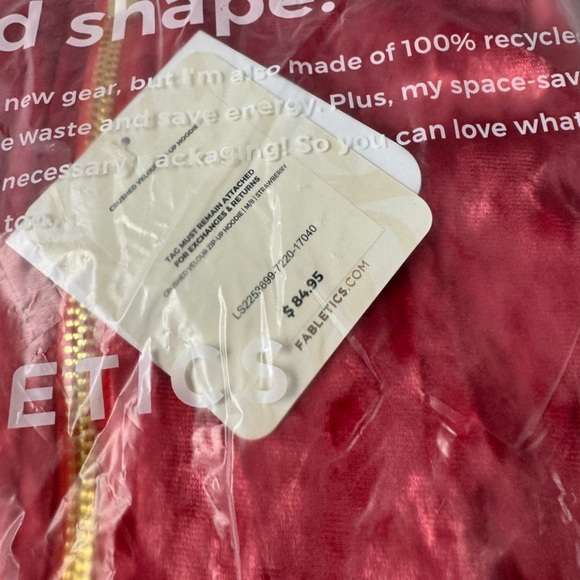 d shape.
new gear, but I'm also made of 100% recycle
e waste and save energy. Plus, my space-sav
necessary packaging! So you can love what
too.
CRUSHED VELOUR ZIP UP HOODIE
TAG MUST REMAIN ATTACHED
FOR EXCHANGES & RETURNS
CRUSHED VELOUR ZIP UP HOODIE | M/8 | STRAWBERRY
LS2253699-7220-17040
$ 84.95
FABLETICS.COM
ETICS